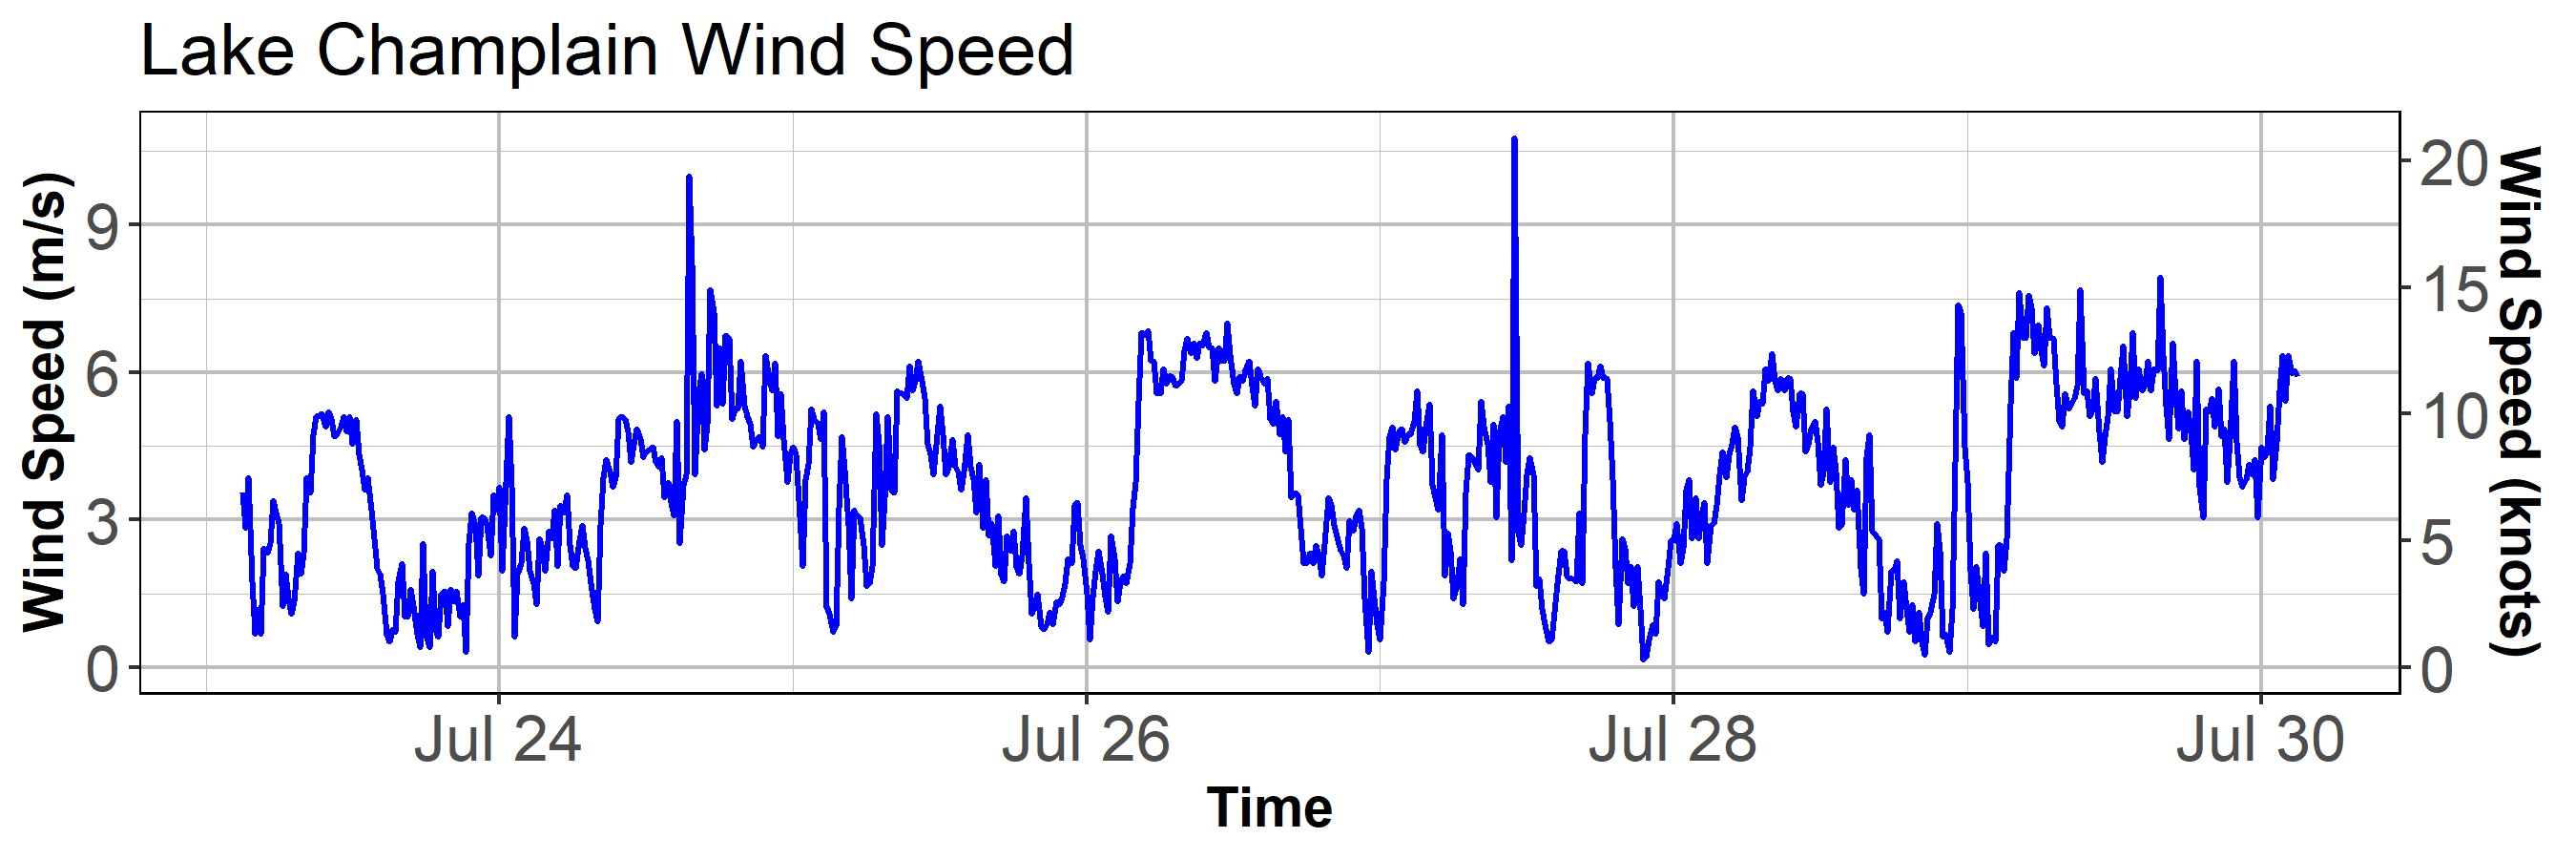 Lake Champlain Wind Speed
Wind Speed (m/s)
9
6
3
0
20
15
10
5
0
Wind Speed (knots)
Jul 24
Jul 26
Jul 28
Jul 30
Time